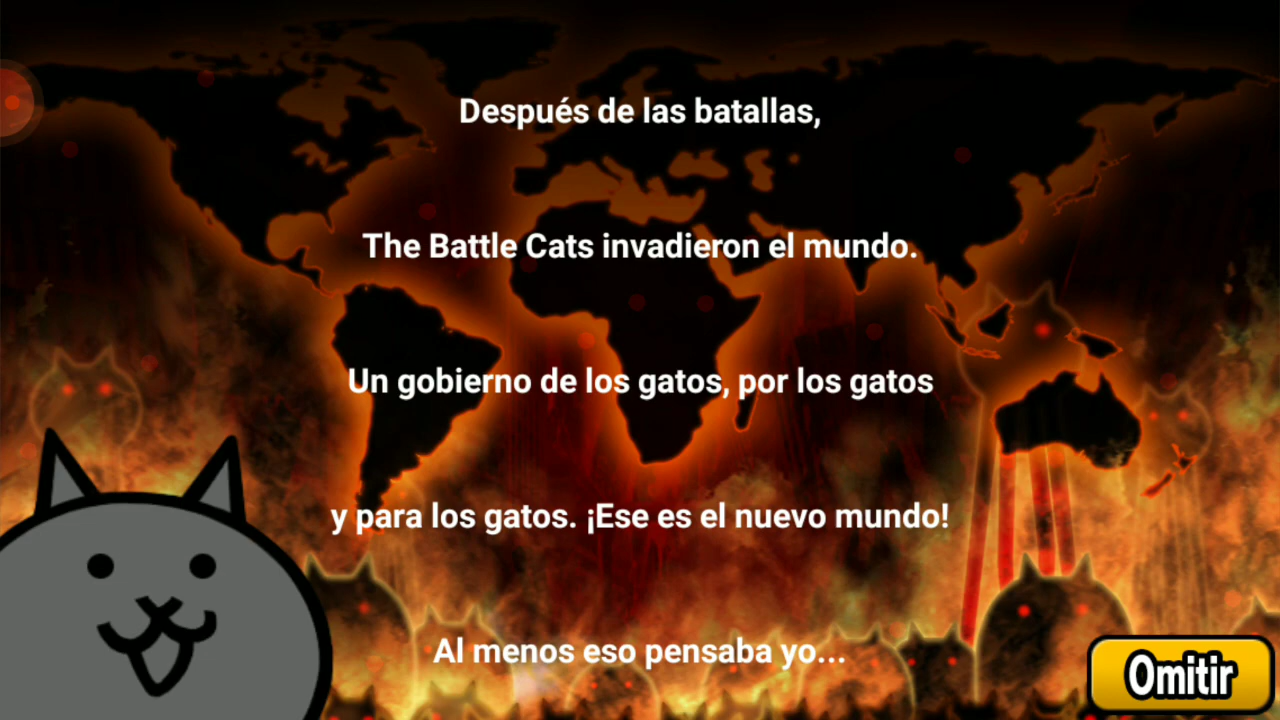 Después de las batallas,
The Battle Cats invadieron el mundo.
Un gobierno de los gatos, por los gatos
y para los gatos. ¡Ese es el nuevo mundo!
Al menos eso pensaba yo...
Omitir